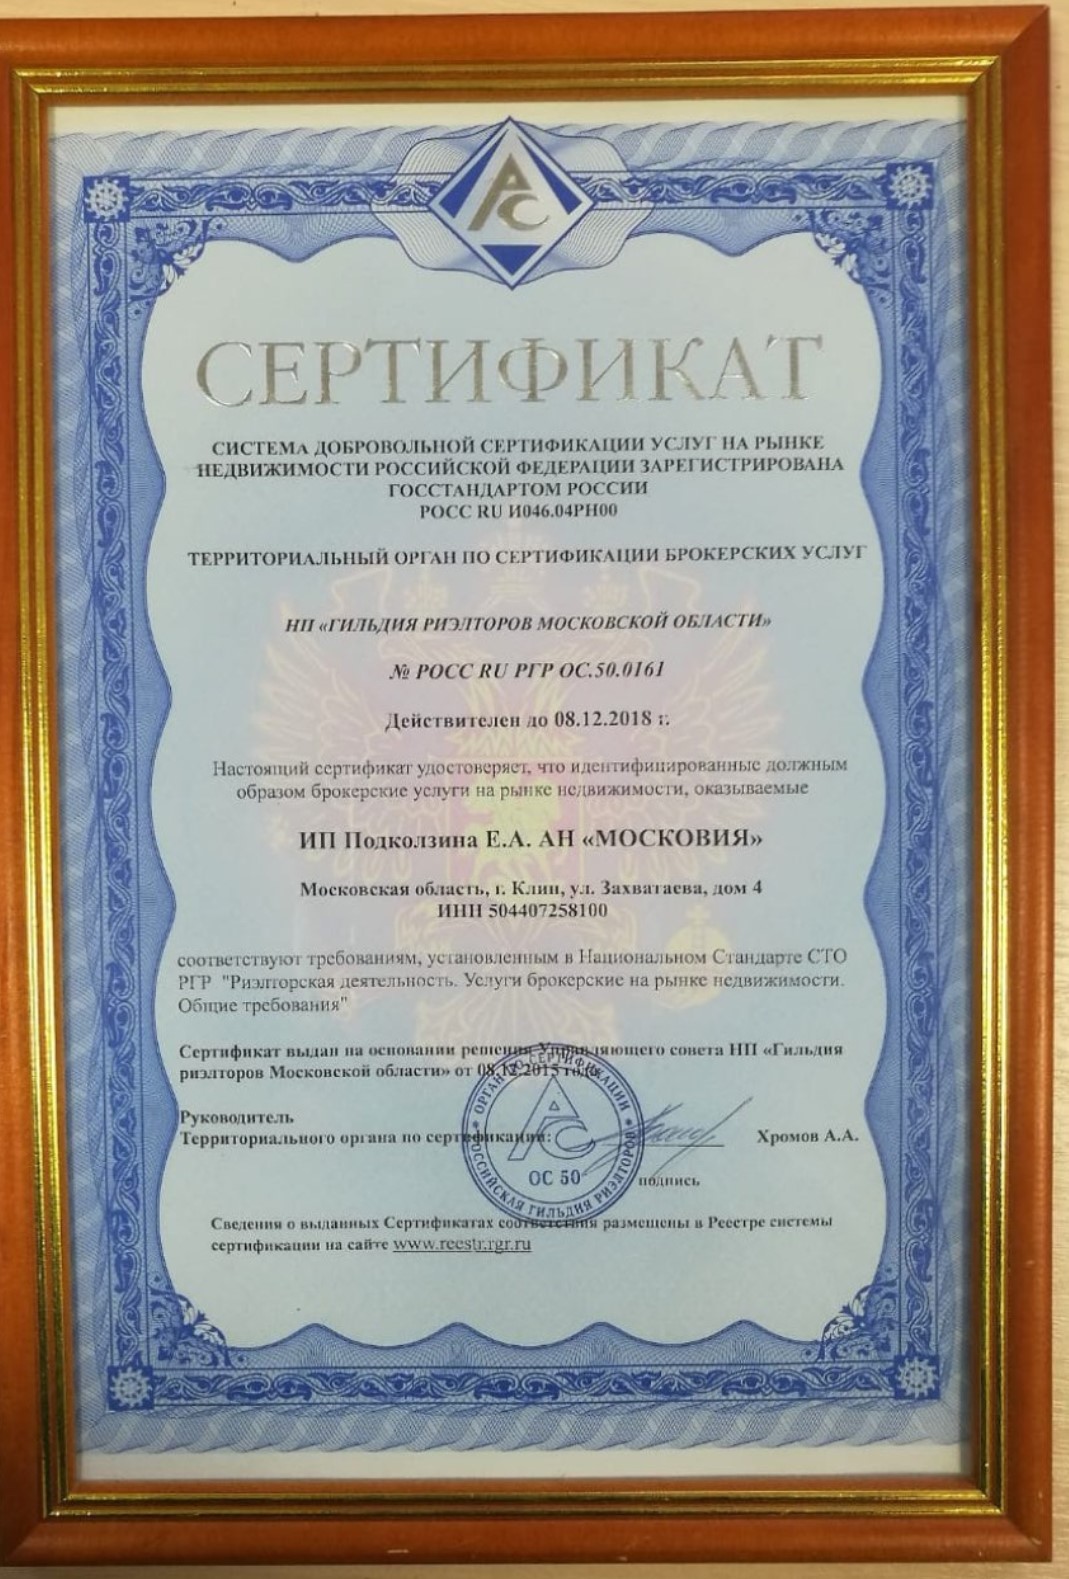 СЕРТИФИКАТ
СИСТЕМА ДОБРОВОЛЬНОЙ СЕРТИФИКАЦИИ УСЛУГ НА РЫНКЕ
НЕДВИЖИМОСТИ РОССИЙСКОЙ ФЕДЕРАЦИИ ЗАРЕГИСТРИРОВАНА
ГОССТАНДАРТОМ РОССИИ
РОСС RU И046.04РН00
ТЕРРИТОРИАЛЬНЫЙ ОРГАН ПО СЕРТИФИКАЦИИ БРОКЕРСКИХ УСЛУГ
НП «ГИЛЬДИЯ РИЭЛТОРОВ МОСКОВСКОЙ ОБЛАСТИ»
№ РОСС RU РГР ОС.50.0161
Действителен до 08.12.2018 г.
Настоящий сертификат удостоверяет, что идентифицированные должным
образом брокерские услуги на рынке недвижимости, оказываемые
ИП Подколзина Е.А. АН «МОСКОВИЯ»
Московская область, г. Клин, ул. Захватаева, дом 4
ИНН 504407258100
соответствуют требованиям, установленным в Национальном Стандарте СТО
РГР "Риэлторская деятельность. Услуги брокерские на рынке недвижимости.
Общие требования"
Сертификат выдан на основании решения Управляющего совета НП «Гильдия
риэлторов Московской области» от 08.12.2015 года
Руководитель
Территориального органа по сертификации: Хромов А.А.
подпись
ОРГАН ПО СЕРТИФИКАЦИИ
РОССИЙСКАЯ ГИЛЬДИЯ РИЭЛТОРОВ
ОС 50
Сведения о выданных Сертификатах соответствия размещены в Реестре системы
сертификации на сайте www.reestr.rgr.ru